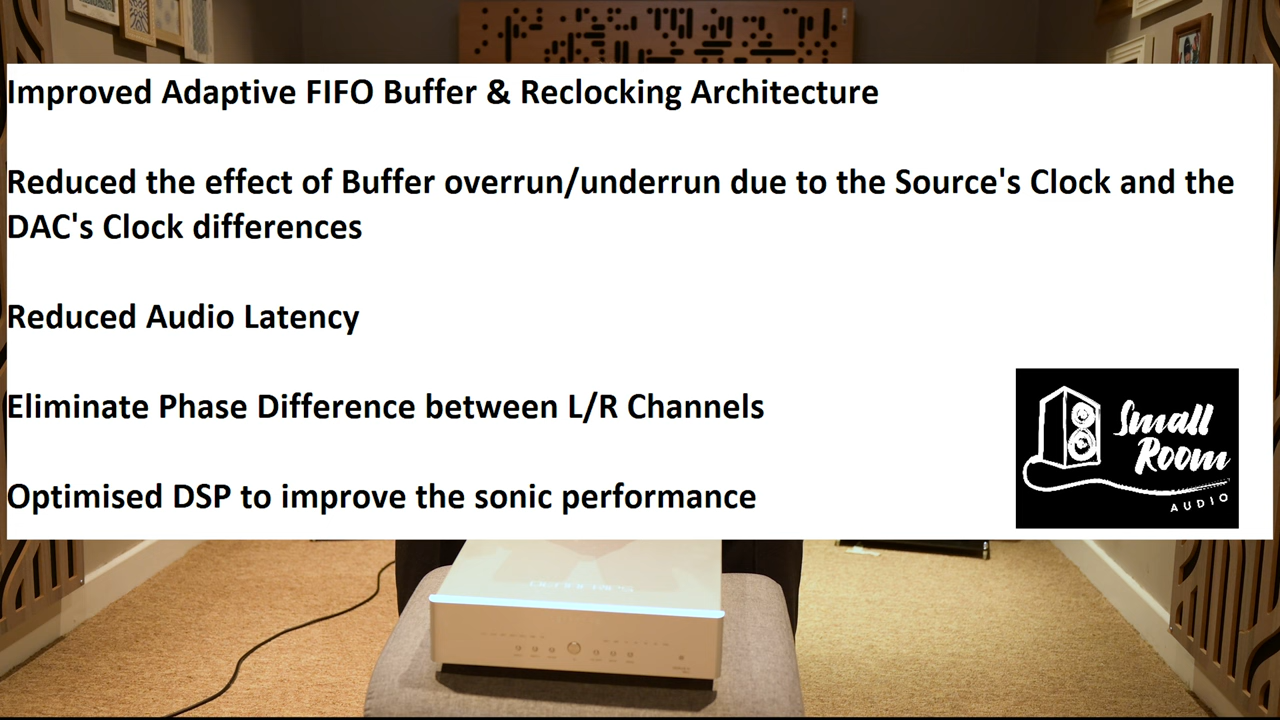 Improved Adaptive FIFO Buffer & Reclocking Architecture
Reduced the effect of Buffer overrun/underrun due to the Source's Clock and the
DAC's Clock differences
Reduced Audio Latency
Eliminate Phase Difference between L/R Channels
Optimised DSP to improve the sonic performance
Small
Room
AUDIO